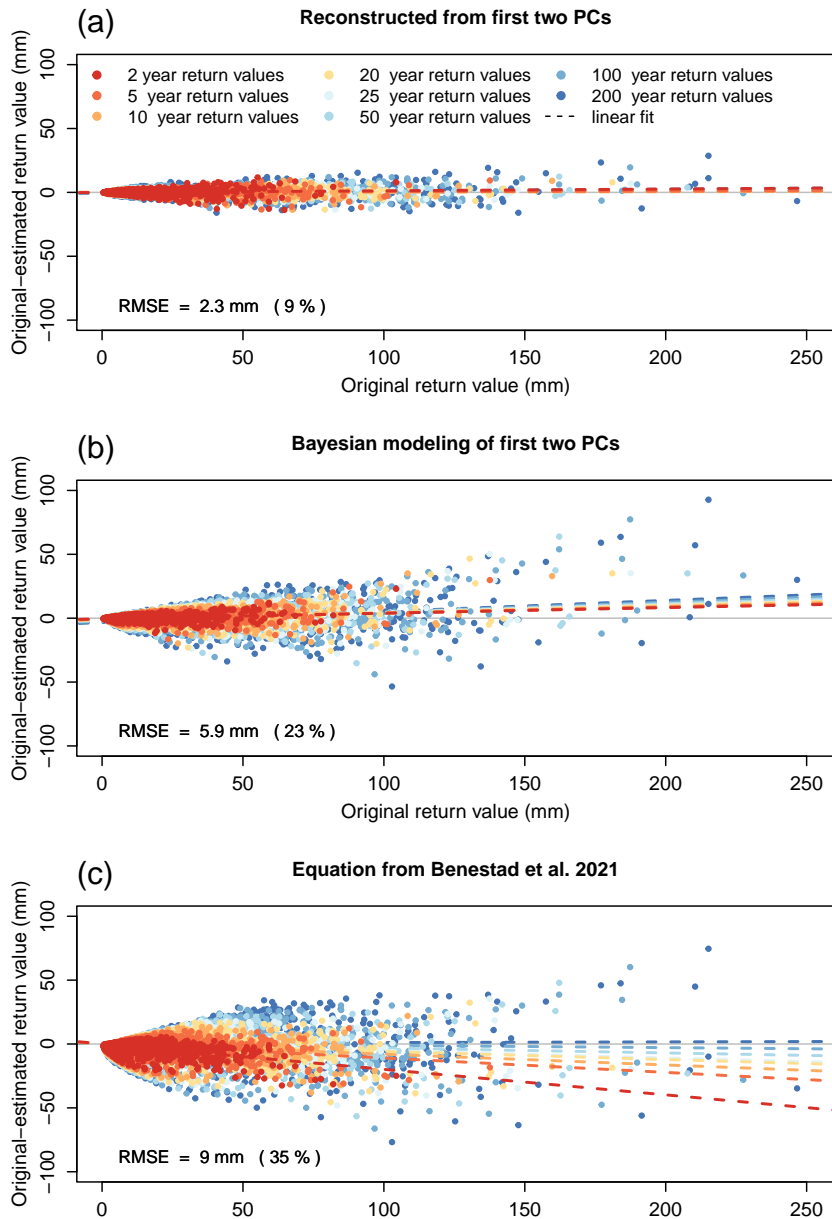 (a)
Reconstructed from first two PCs
2 year return values
5 year return values
10 year return values
20 year return values
25 year return values
50 year return values
100 year return values
200 year return values
linear fit
Original−estimated return value (mm)
100
50
0
−50
−100
RMSE = 2.3 mm ( 9 % )
0 50 100 150 200 250
Original return value (mm)
(b)
Bayesian modeling of first two PCs
Original−estimated return value (mm)
100
50
0
−50
−100
RMSE = 5.9 mm ( 23 % )
0 50 100 150 200 250
Original return value (mm)
(c)
Equation from Benestad et al. 2021
Original−estimated return value (mm)
100
50
0
−50
−100
RMSE = 9 mm ( 35 % )
0 50 100 150 200 250